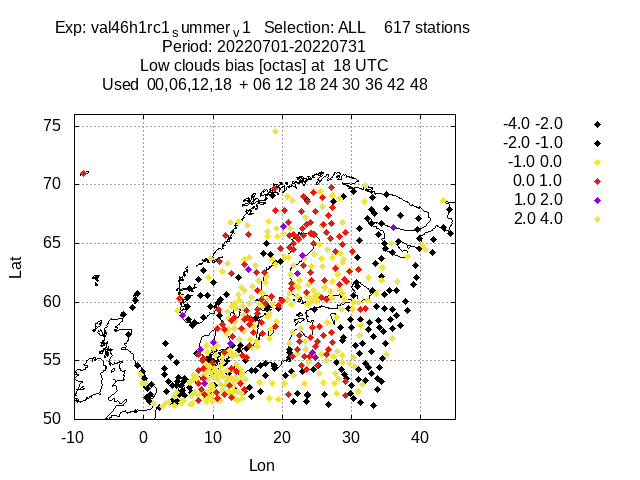 Exp: val46h1rc1summerv1 Selection: ALL 617 stations
Period: 20220701-20220731
Low clouds bias [octas] at 18 UTC
Used 00,06,12,18 + 06 12 18 24 30 36 42 48
-4.0 -2.0
-2.0 -1.0
-1.0 0.0
0.0 1.0
1.0 2.0
2.0 4.0
75
70
65
60
55
50
Lat
-10 0 10 20 30 40
Lon